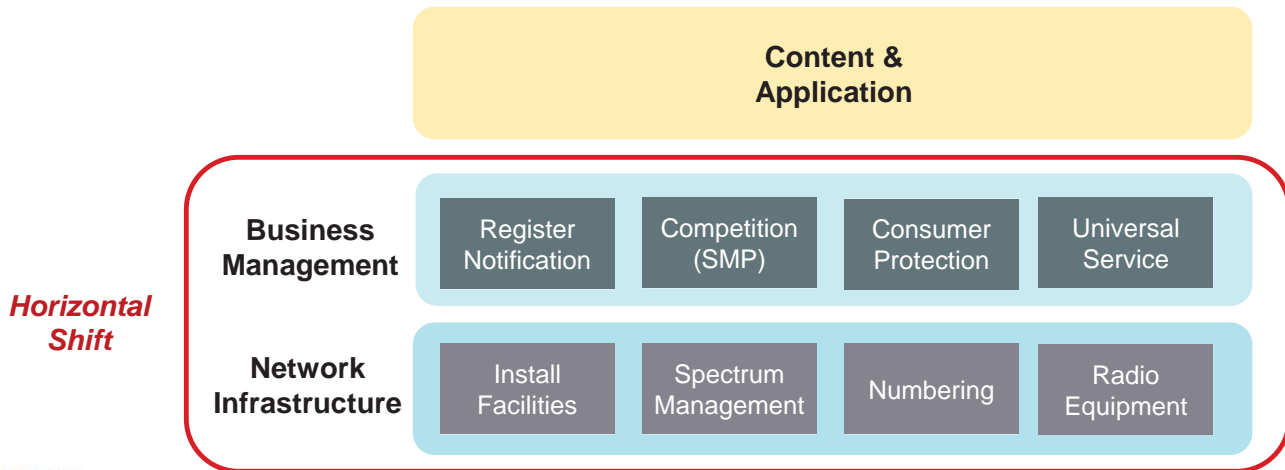 Content &
Application
Business
Management
Register
Notification
Competition
(SMP)
Consumer
Protection
Universal
Service
Horizontal
Shift
Network
Infrastructure
Install
Facilities
Spectrum
Management
Numbering
Radio
Equipment